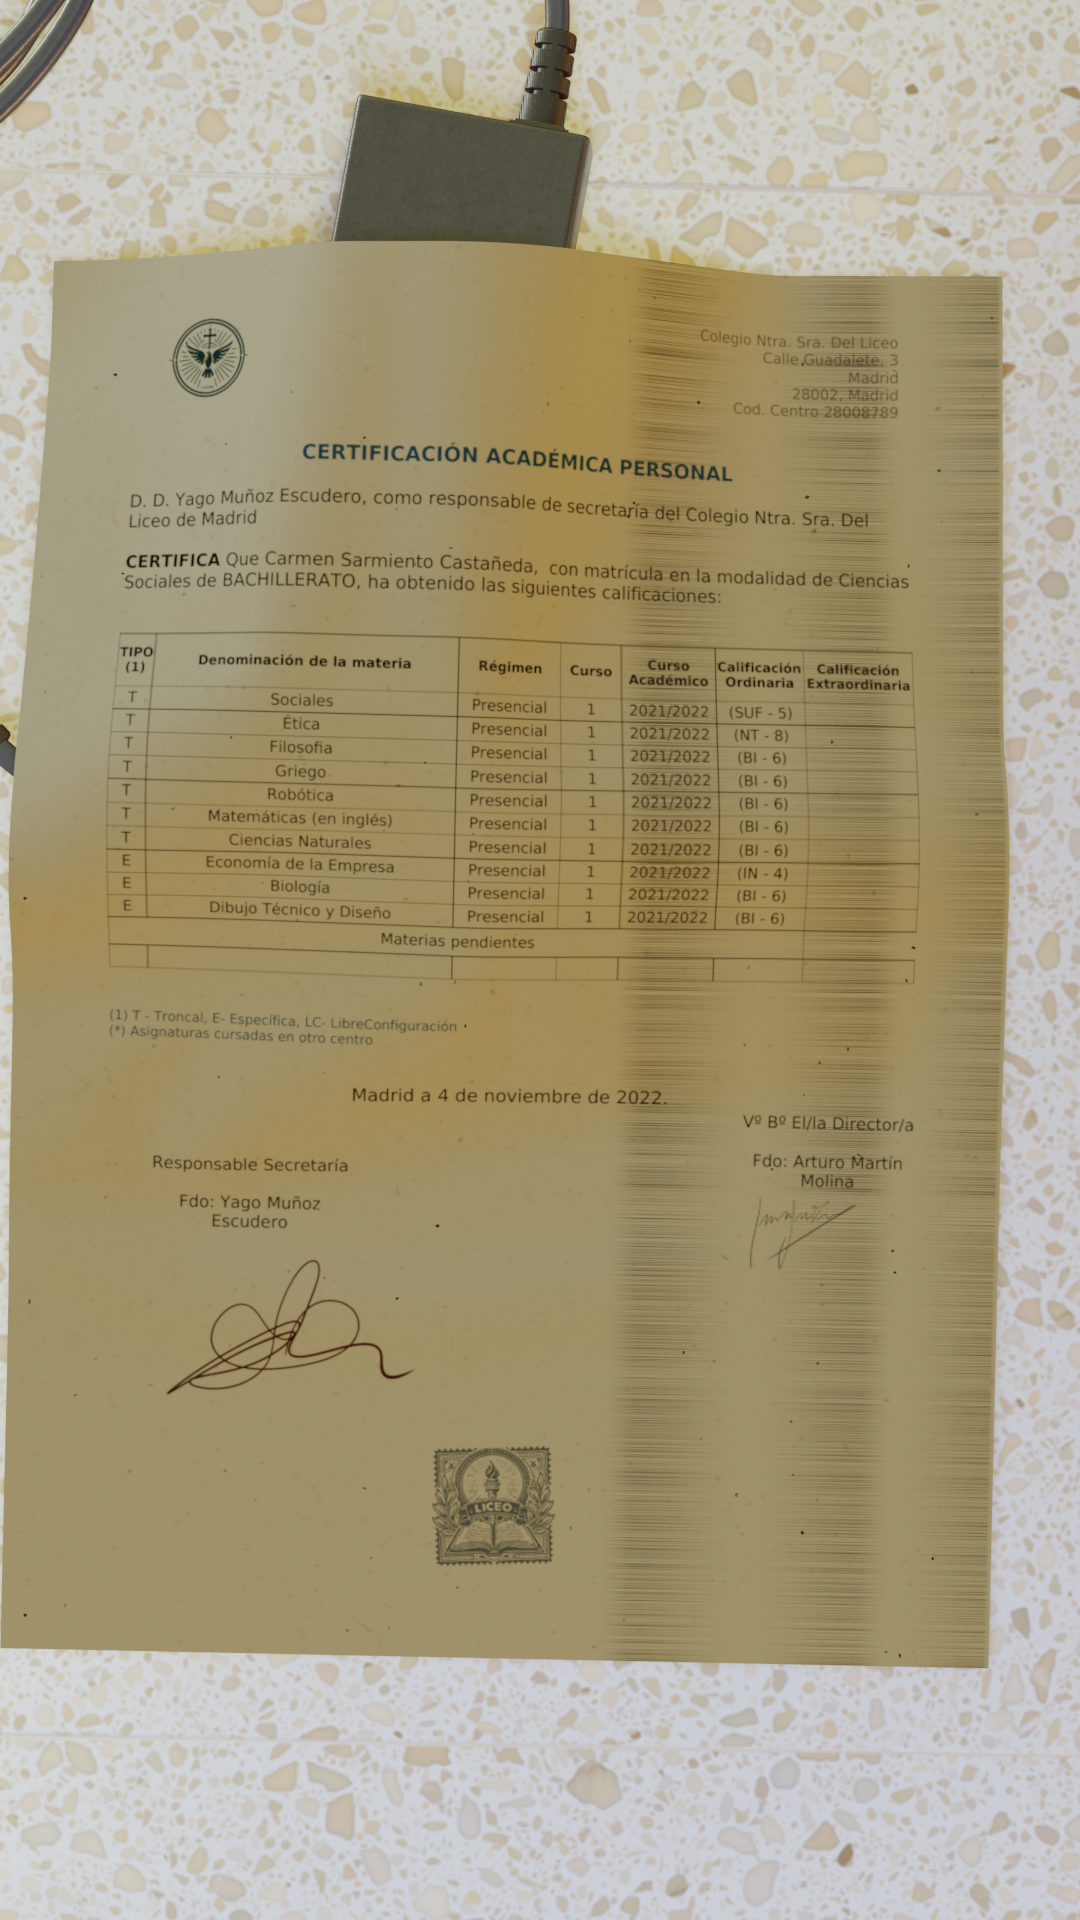 Colegio Ntra. Sra. Del Liceo
Calle Guadalete, 3
Madrid
28002, Madrid
Cod. Centro 28008789
CERTIFICACIÓN ACADÉMICA PERSONAL
D. D. Yago Muñoz Escudero, como responsable de secretaría del Colegio Ntra. Sra. Del
Liceo de Madrid
CERTIFICA Que Carmen Sarmiento Castañeda, con matrícula en la modalidad de Ciencias
Sociales de BACHILLERATO, ha obtenido las siguientes calificaciones:
TIPO (1) Denominación de la materia Régimen Curso Curso Académico Calificación Ordinaria Calificación Extraordinaria
T Sociales Presencial 1 2021/2022 (SUF - 5)
T Ética Presencial 1 2021/2022 (NT - 8)
T Filosofia Presencial 1 2021/2022 (BI - 6)
T Griego Presencial 1 2021/2022 (BI - 6)
T Robótica Presencial 1 2021/2022 (BI - 6)
T Matemáticas (en inglés) Presencial 1 2021/2022 (BI - 6)
T Ciencias Naturales Presencial 1 2021/2022 (BI - 6)
E Economía de la Empresa Presencial 1 2021/2022 (IN - 4)
E Biología Presencial 1 2021/2022 (BI - 6)
E Dibujo Técnico y Diseño Presencial 1 2021/2022 (BI - 6)
Materias pendientes
(1) T - Troncal, E- Específica, LC- LibreConfiguración
(*) Asignaturas cursadas en otro centro
Madrid a 4 de noviembre de 2022.
Vº Bº El/la Director/a
Responsable Secretaría
Fdo: Arturo Martín
Molina
Fdo: Yago Muñoz
Escudero
LICEO